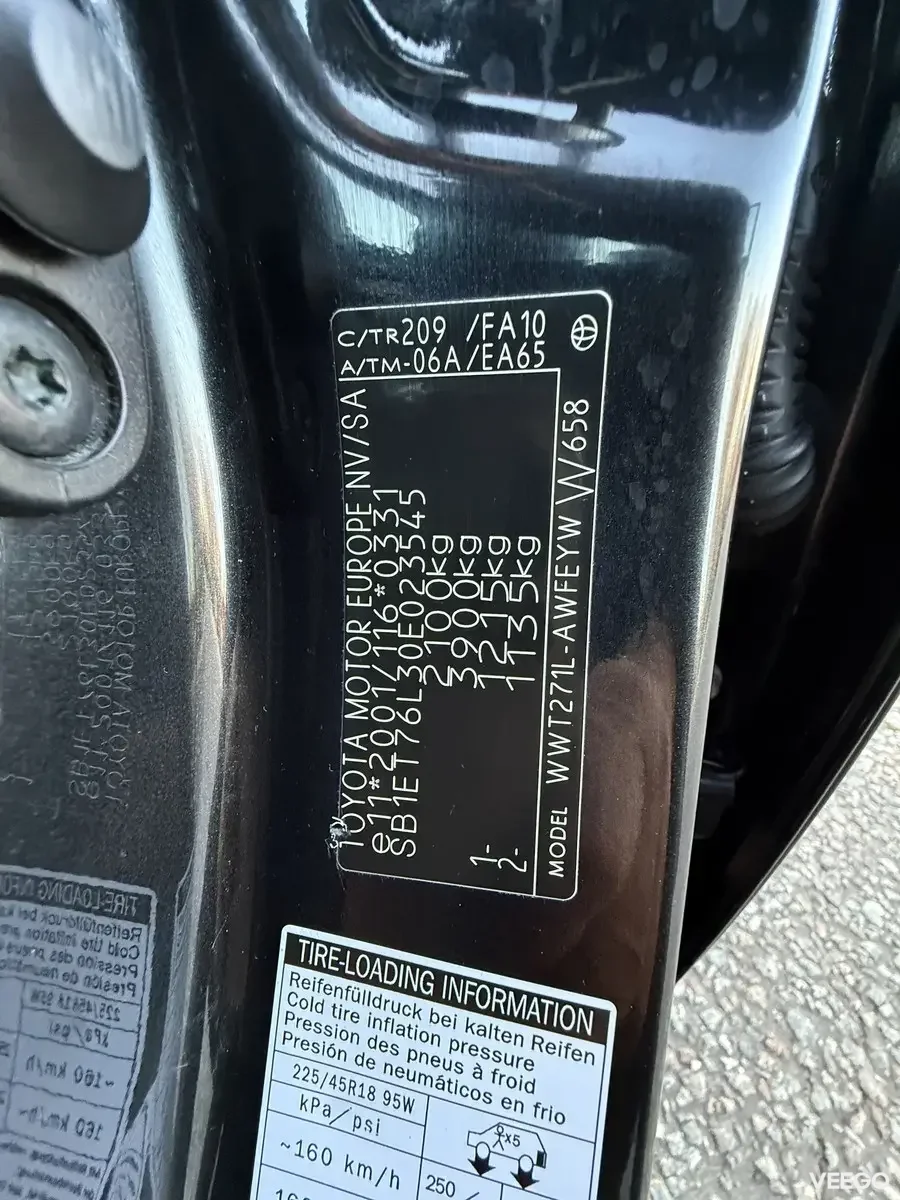 C/TR209 /FA10
A/TM-06A/EA65
TOYOTA MOTOR EUROPE NV/SA
e11*2001/116*0331
SB1ET76L30E023545
2100kg
3900kg
1- 1215kg
2- 1135kg
MODEL WWT271L-AWFEYW W658
TIRE-LOADING INFORMATION
Reifenfülldruck bei kalten Reifen
Cold tire inflation pressure
Pression des pneus à froid
Presión de neumáticos en frio
225/45R18 95W
kPa/psi
x5
~160 km/h
250 /
VEEGO